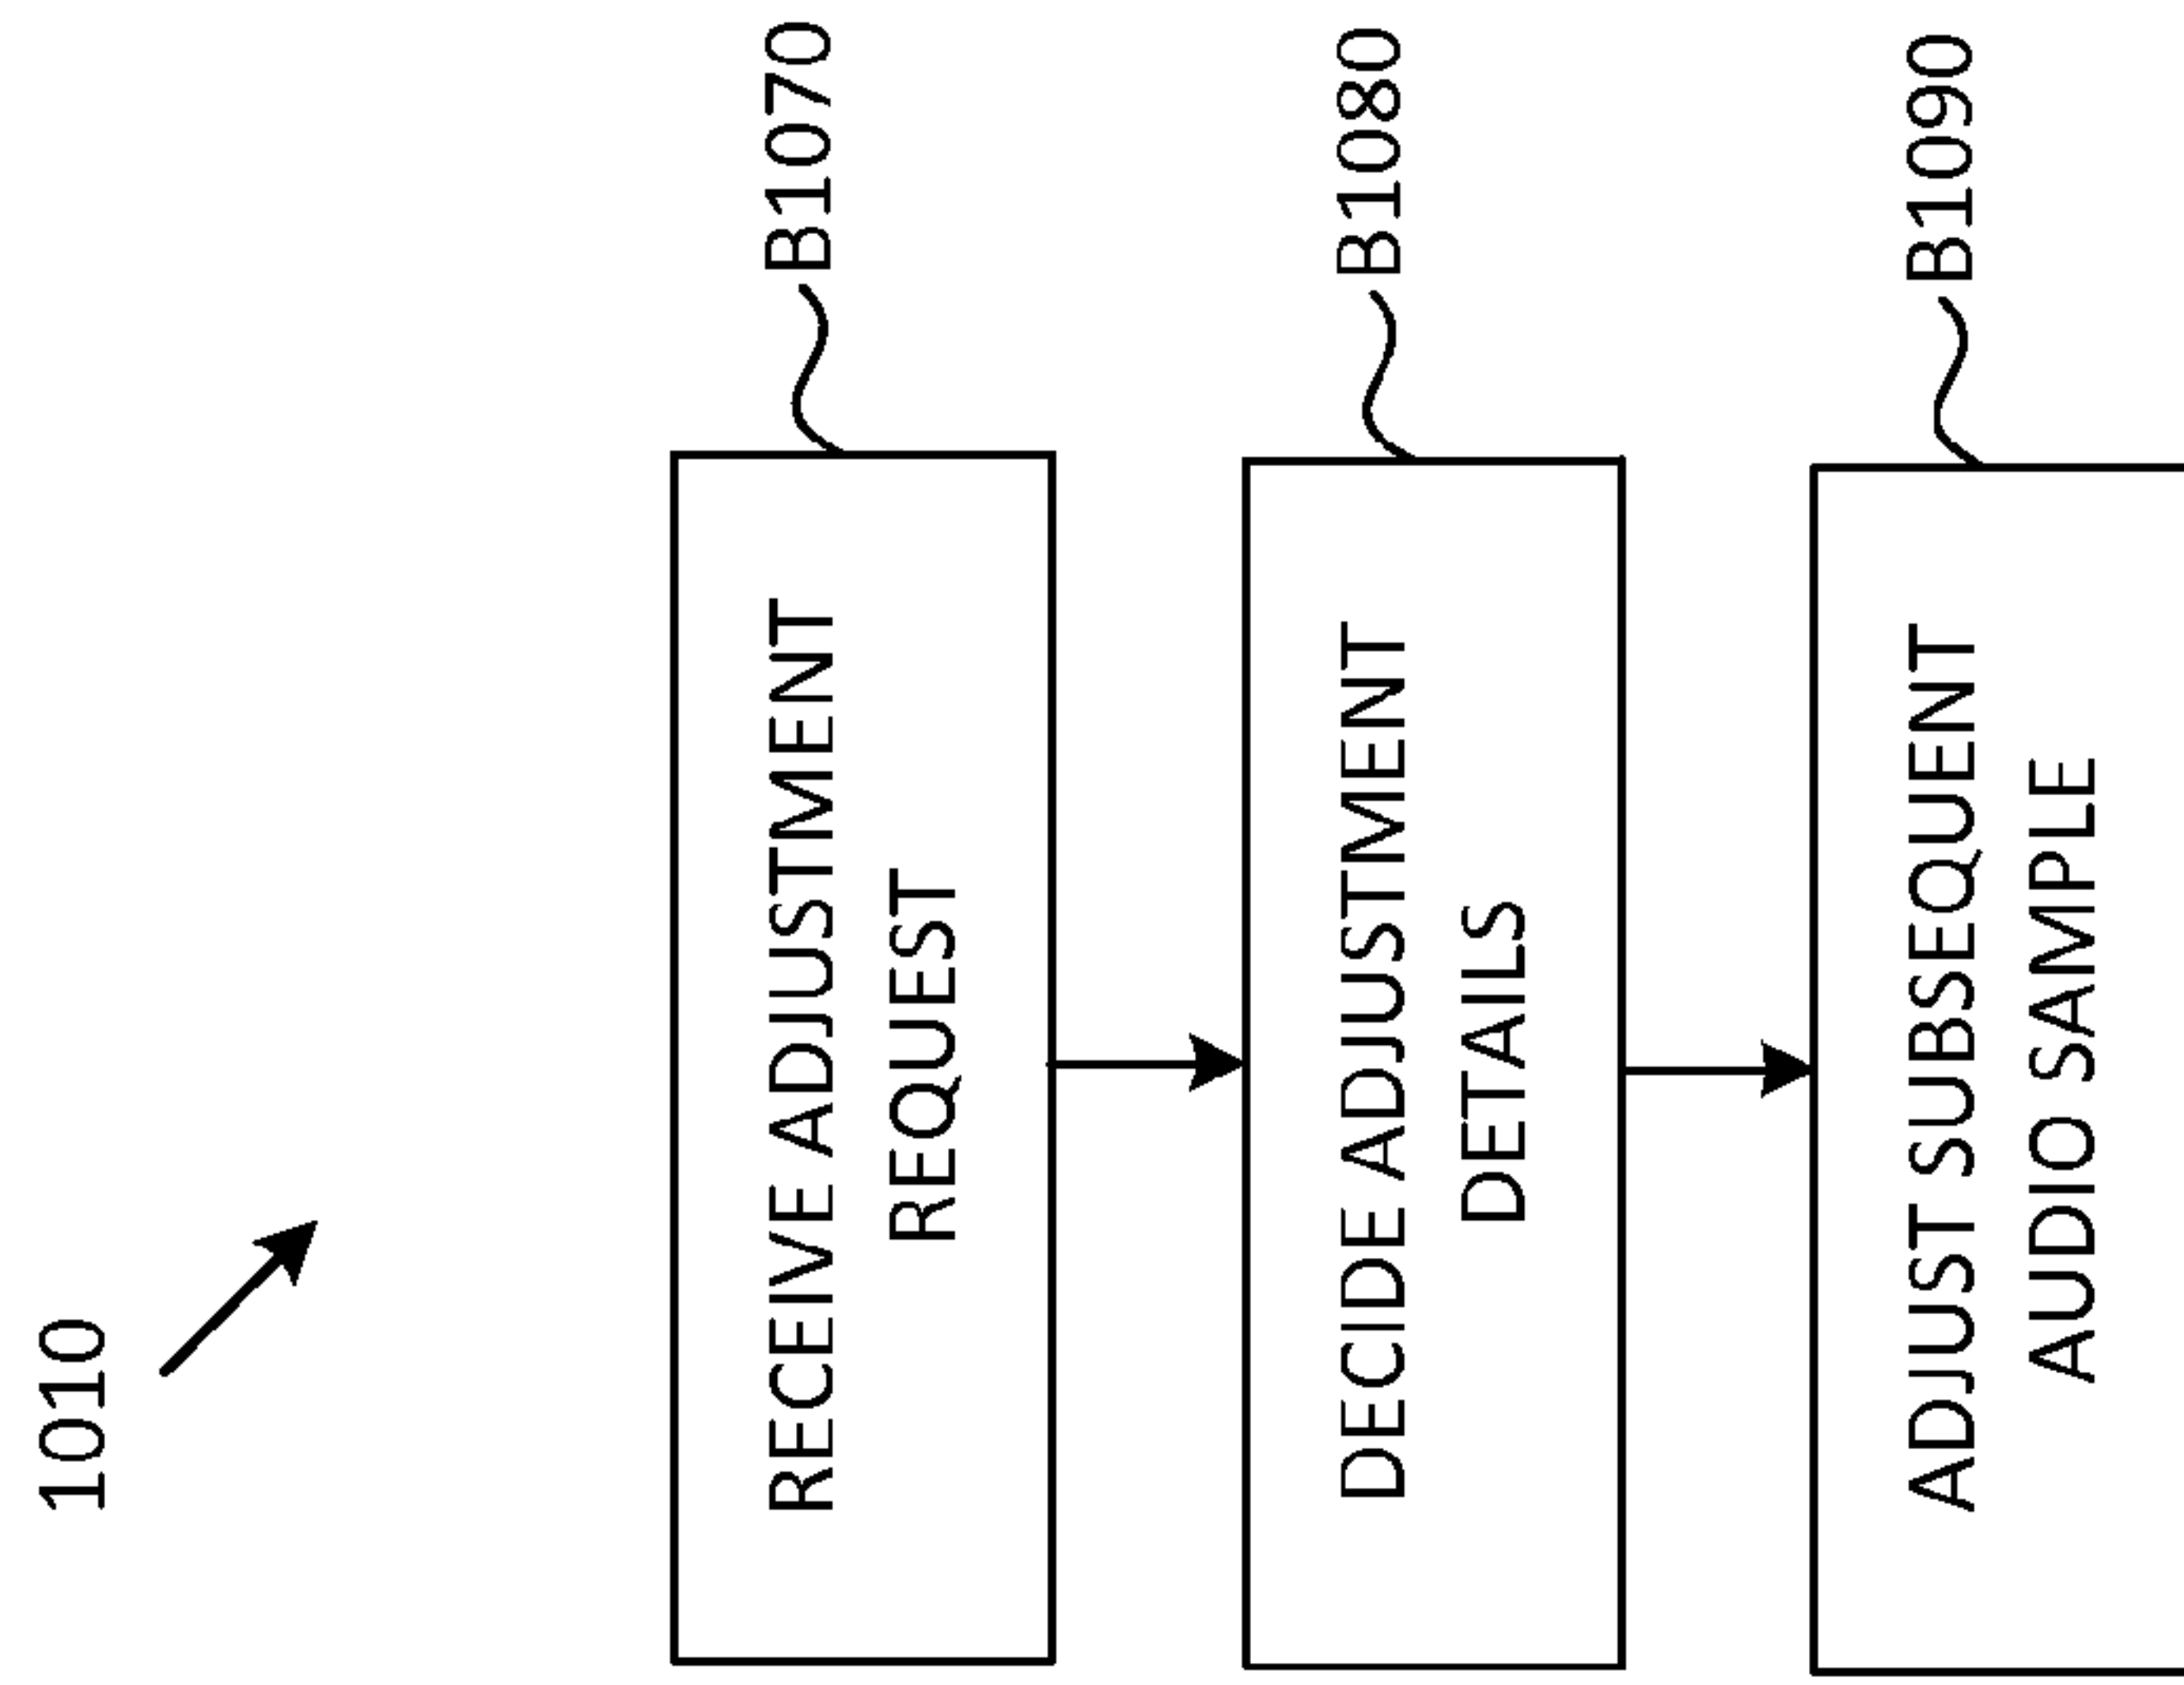 1010
RECEIVE ADJUSTMENT
REQUEST
B1070
DECIDE ADJUSTMENT
DETAILS
B1080
ADJUST SUBSEQUENT
AUDIO SAMPLE
B1090